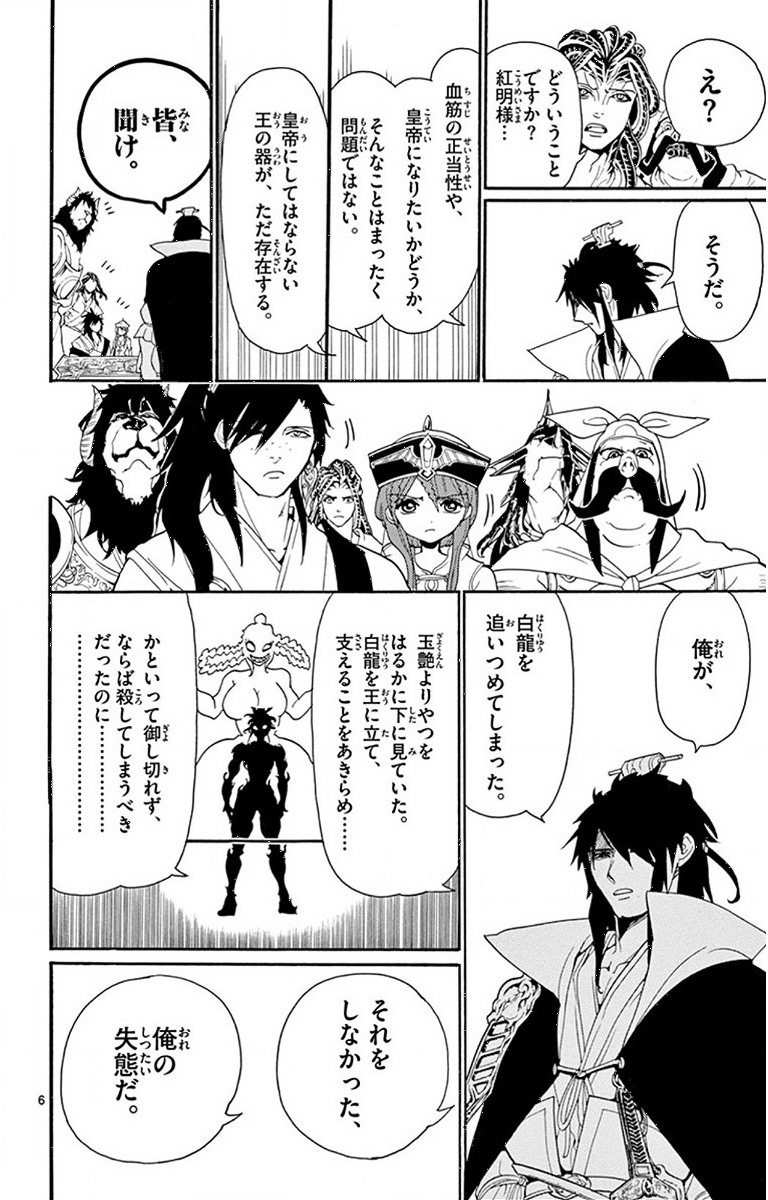 え?
どういうこと
ですか?
紅明様…
そうだ。
血筋の正当性や、
皇帝になりたいかどうか、
そんなことはまったく
問題ではない。
皇帝にしてはならない
王の器が、ただ存在する。
皆、
聞け。
俺が、
白龍を
追いつめてしまった。
玉艶よりやつを
はるかに下に見ていた。
白龍を王に立て、
支えることをあきらめ……
かといって御し切れず、
ならば殺してしまうべき
だったのに………………
それを
しなかった、
俺の
失態だ。
6